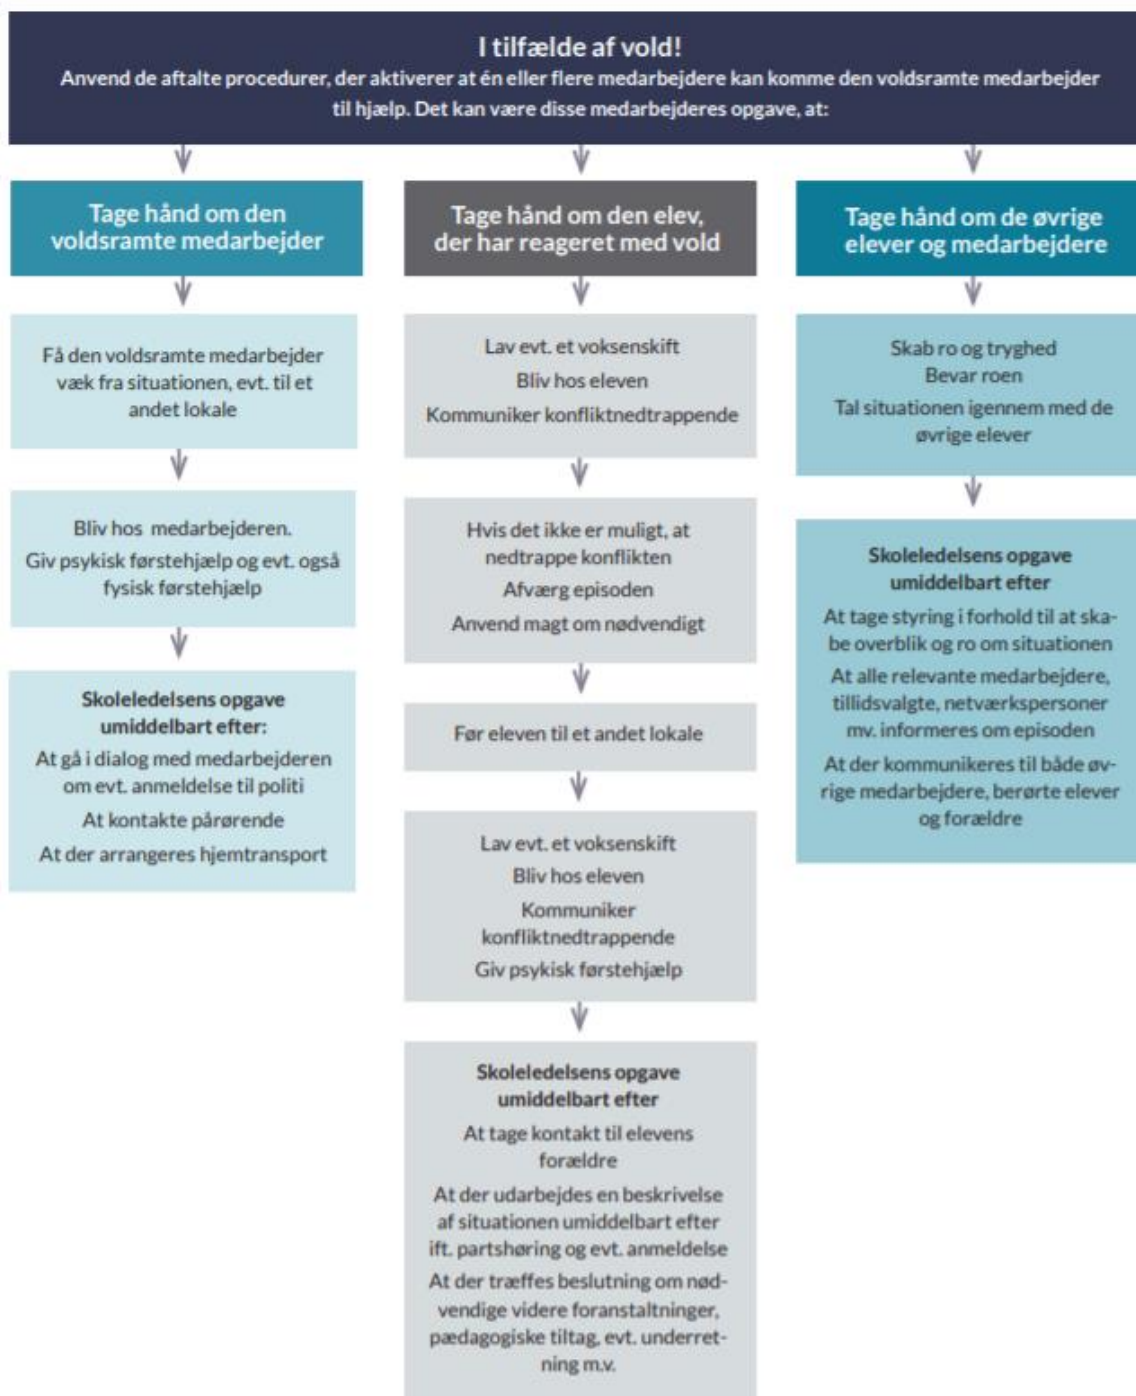 I tilfælde af vold!
Anvend de aftalte procedurer, der aktiverer at én eller flere medarbejdere kan komme den voldsramte medarbejder
til hjælp. Det kan være disse medarbejderes opgave, at:
Tage hånd om den
voldsramte medarbejder
Få den voldsramte medarbejder
væk fra situationen, evt. til et
andet lokale
Bliv hos medarbejderen.
Giv psykisk førstehjælp og evt. også
fysisk førstehjælp
Skoleledelsens opgave
umiddelbart efter:
At gå i dialog med medarbejderen
om evt. anmeldelse til politi
At kontakte pårørende
At der arrangeres hjemtransport
Tage hånd om den elev,
der har reageret med vold
Lav evt. et voksenskift
Bliv hos eleven
Kommuniker konfliktnedtrappende
Hvis det ikke er muligt, at
nedtrappe konflikten
Afværg episoden
Anvend magt om nødvendigt
Før eleven til et andet lokale
Lav evt. et voksenskift
Bliv hos eleven
Kommuniker
konfliktnedtrappende
Giv psykisk førstehjælp
Skoleledelsens opgave
umiddelbart efter
At tage kontakt til elevens
forældre
At der udarbejdes en beskrivelse
af situationen umiddelbart efter
ift. partshøring og evt. anmeldelse
At der træffes beslutning om nød-
vendige videre foranstaltninger,
pædagogiske tiltag, evt. underret-
ning m.v.
Tage hånd om de øvrige
elever og medarbejdere
Skab ro og tryghed
Bevar roen
Tal situationen igennem med de
øvrige elever
Skoleledelsens opgave
umiddelbart efter
At tage styring i forhold til at ska-
be overblik og ro om situationen
At alle relevante medarbejdere,
tillidsvalgte, netværkspersoner
mv. informeres om episoden
At der kommunikeres til både øv-
rige medarbejdere, berørte elever
og forældre